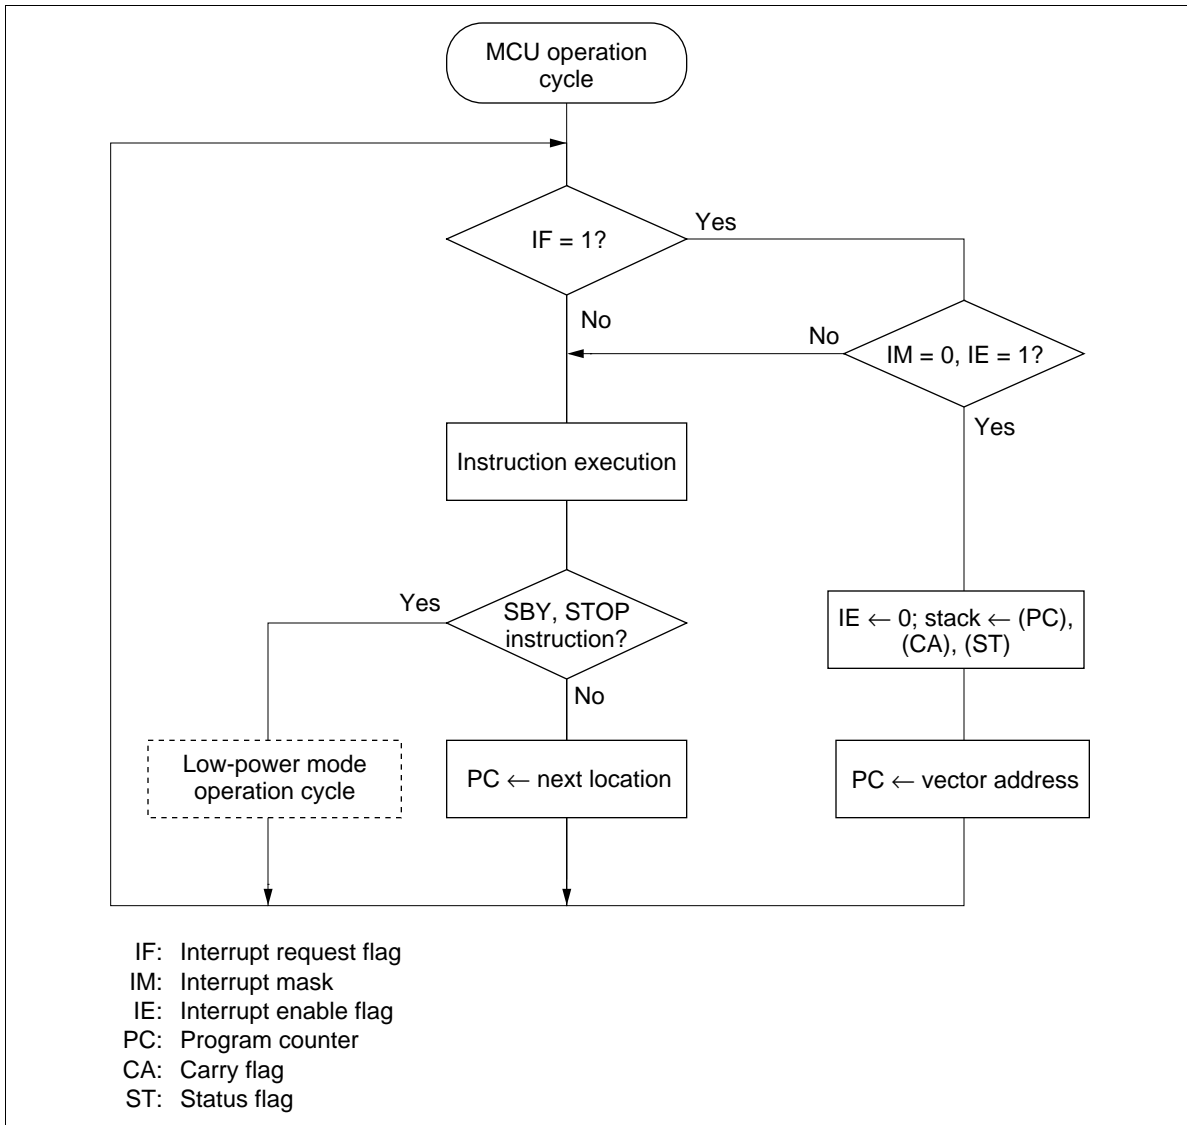 MCU operation
cycle
IF = 1?
Yes
No
No
IM = 0, IE = 1?
Yes
Instruction execution
Yes
SBY, STOP
instruction?
No
IE ← 0; stack ← (PC),
(CA), (ST)
Low-power mode
operation cycle
PC ← next location
PC ← vector address
IF: Interrupt request flag
IM: Interrupt mask
IE: Interrupt enable flag
PC: Program counter
CA: Carry flag
ST: Status flag